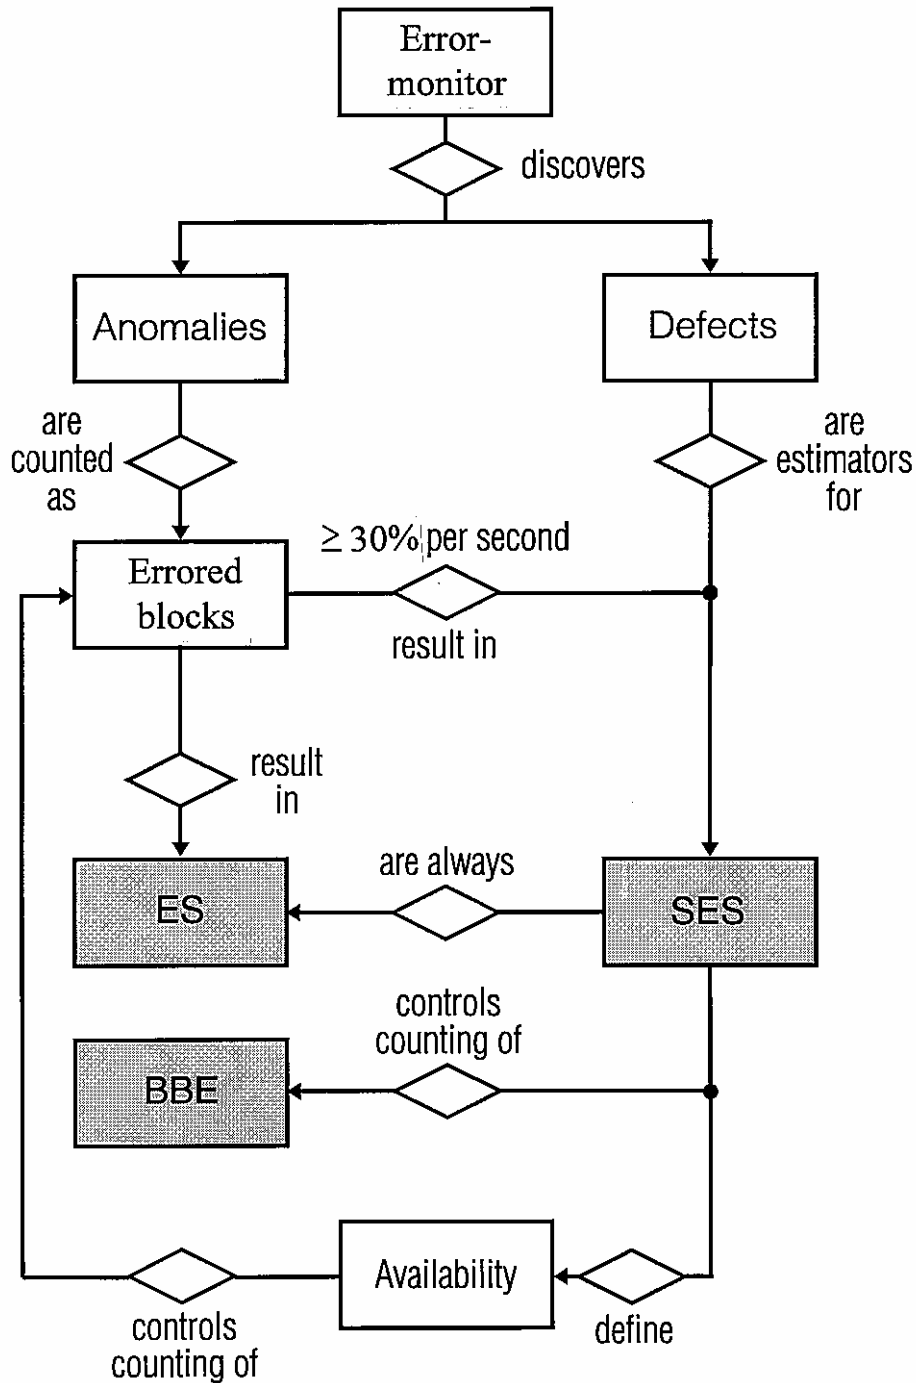 Error-
monitor
discovers
Anomalies
Defects
are
counted
as
are
estimators
for
≥ 30% per second
Errored
blocks
result in
result
in
are always
ES
SES
controls
counting of
BBE
Availability
controls
counting of
define